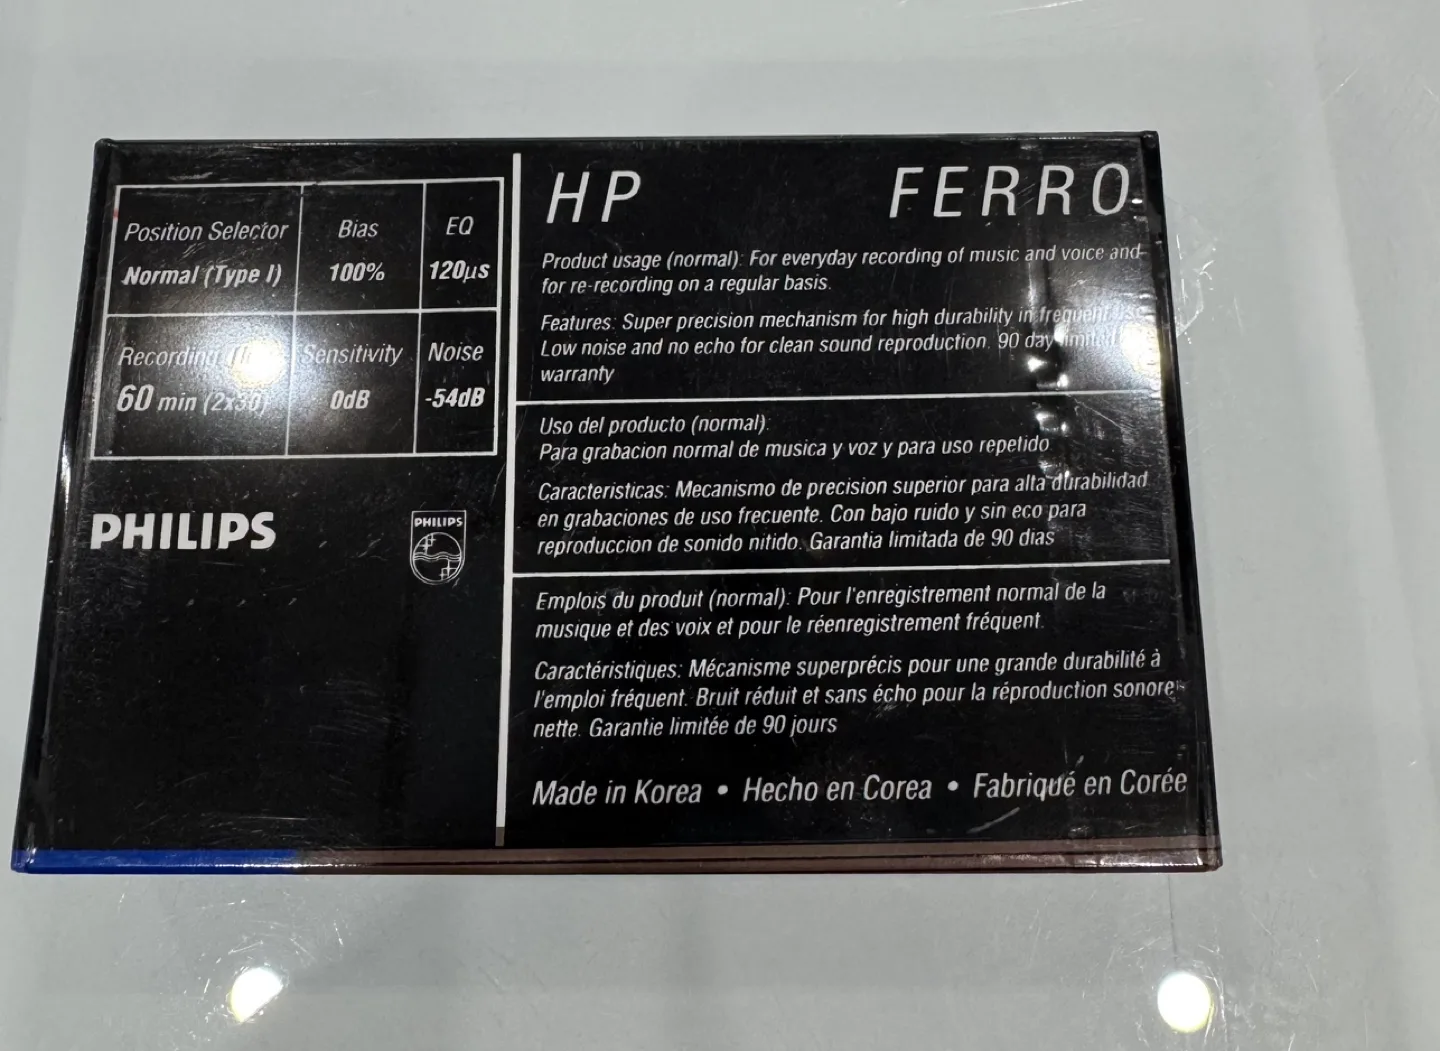 Position Selector
Normal (Type I)
Bias
100%
EQ
120µs
Recording
60 min (2x30)
Sensitivity
0dB
Noise
-54dB
PHILIPS
PHILIPS
HP FERRO
Product usage (normal): For everyday recording of music and voice and
for re-recording on a regular basis.
Features: Super precision mechanism for high durability in frequent use
Low noise and no echo for clean sound reproduction. 90 day limited
warranty
Uso del producto (normal):
Para grabacion normal de musica y voz y para uso repetido
Caracteristicas: Mecanismo de precision superior para alta durabilidad
en grabaciones de uso frecuente. Con bajo ruido y sin eco para
reproduccion de sonido nitido. Garantia limitada de 90 dias
Emplois du produit (normal): Pour l'enregistrement normal de la
musique et des voix et pour le réenregistrement fréquent.
Caractéristiques: Mécanisme superprécis pour une grande durabilité à
l'emploi fréquent. Bruit réduit et sans écho pour la réproduction sonore
nette. Garantie limitée de 90 jours
Made in Korea • Hecho en Corea • Fabriqué en Corée